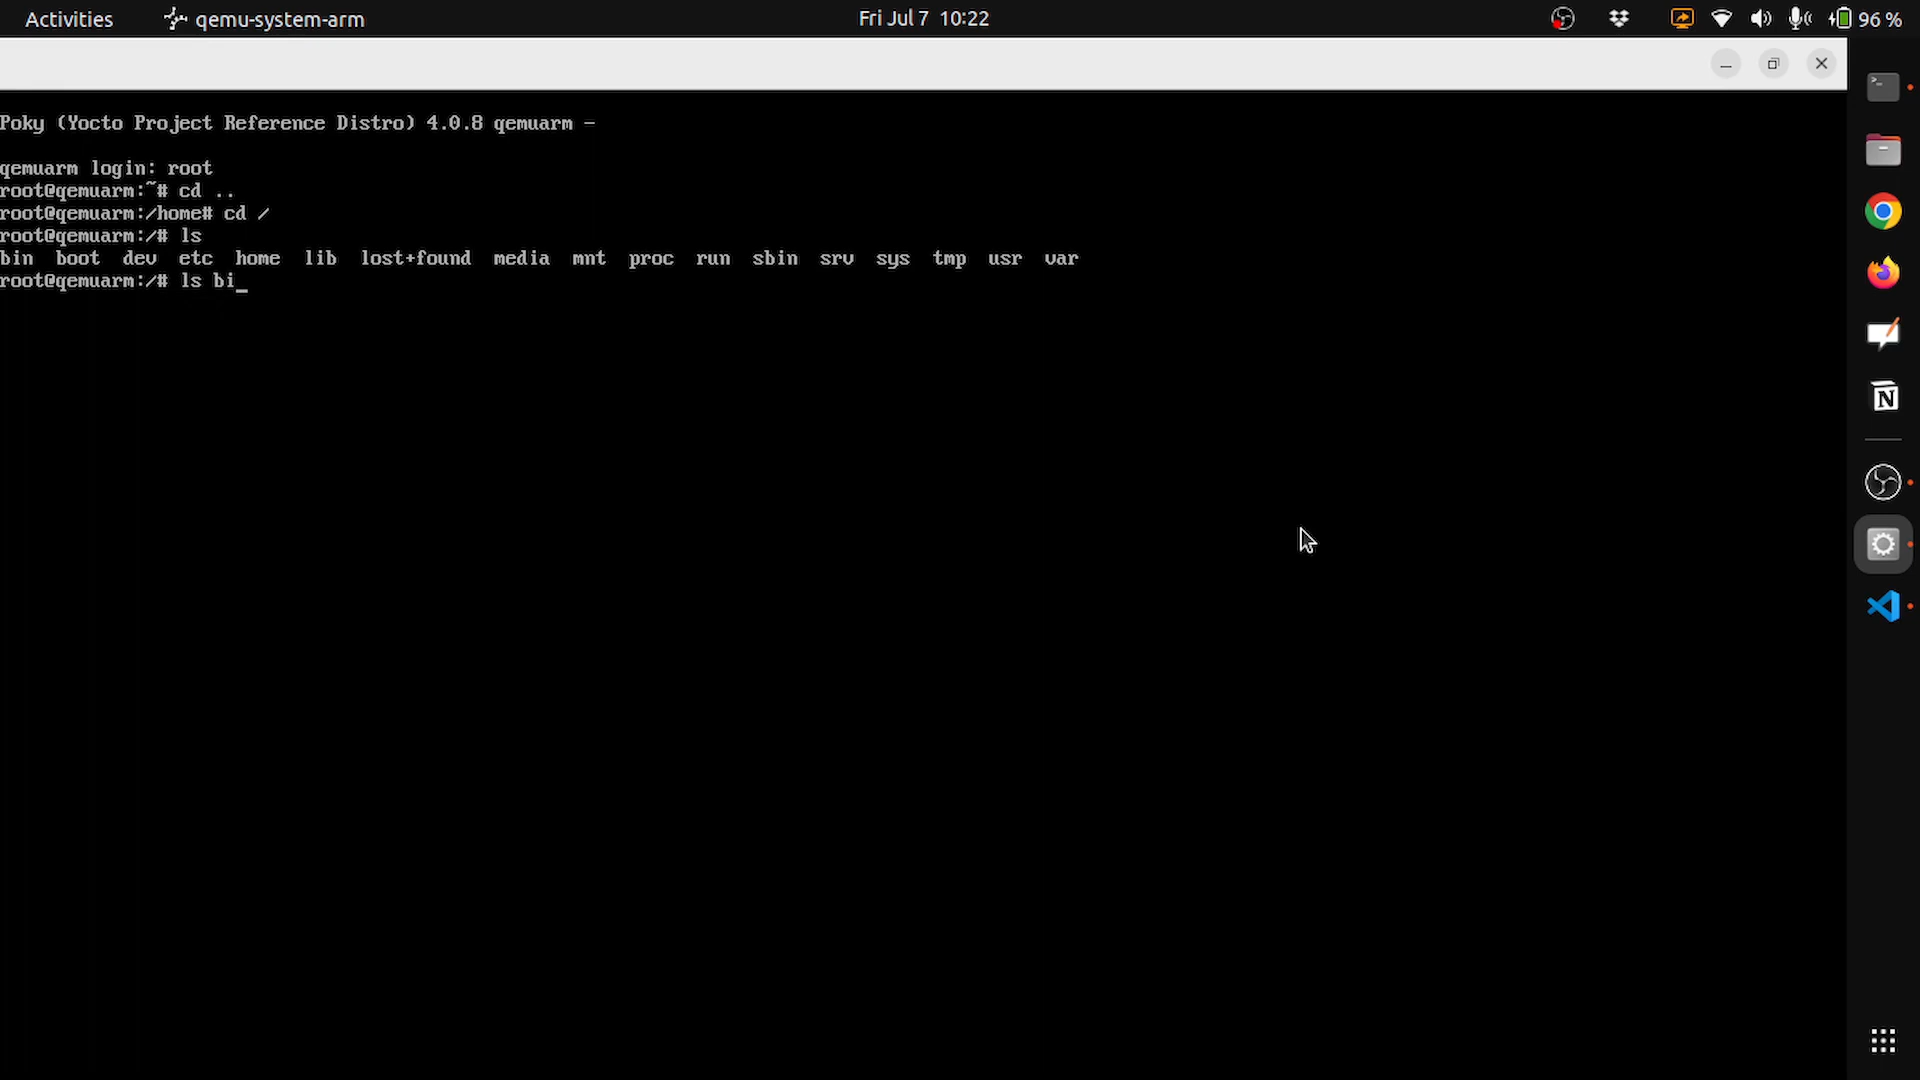 Activities qemu-system-arm Fri Jul 7 10:22 96 %
Poky (Yocto Project Reference Distro) 4.0.8 qemuarm -
qemuarm login: root
root@qemuarm:~# cd ..
root@qemuarm:/home# cd /
root@qemuarm:/# ls
bin boot dev etc home lib lost+found media mnt proc run sbin srv sys tmp usr var
root@qemuarm:/# ls bi_